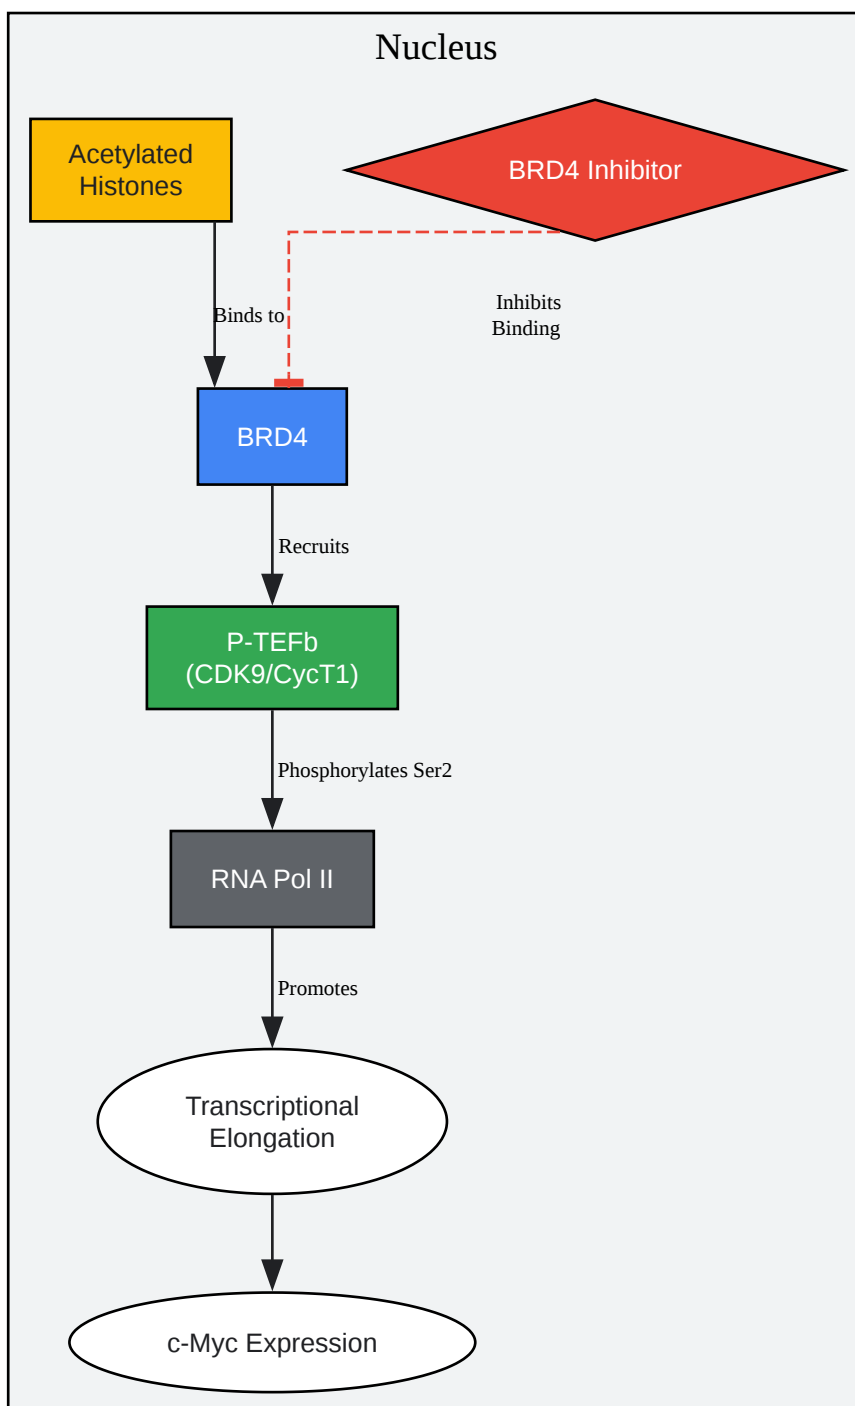 Nucleus
Acetylated
Histones
BRD4 Inhibitor
Binds to
Inhibits
Binding
BRD4
Recruits
P-TEFb
(CDK9/CycT1)
Phosphorylates Ser2
RNA Pol II
Promotes
Transcriptional
Elongation
c-Myc Expression